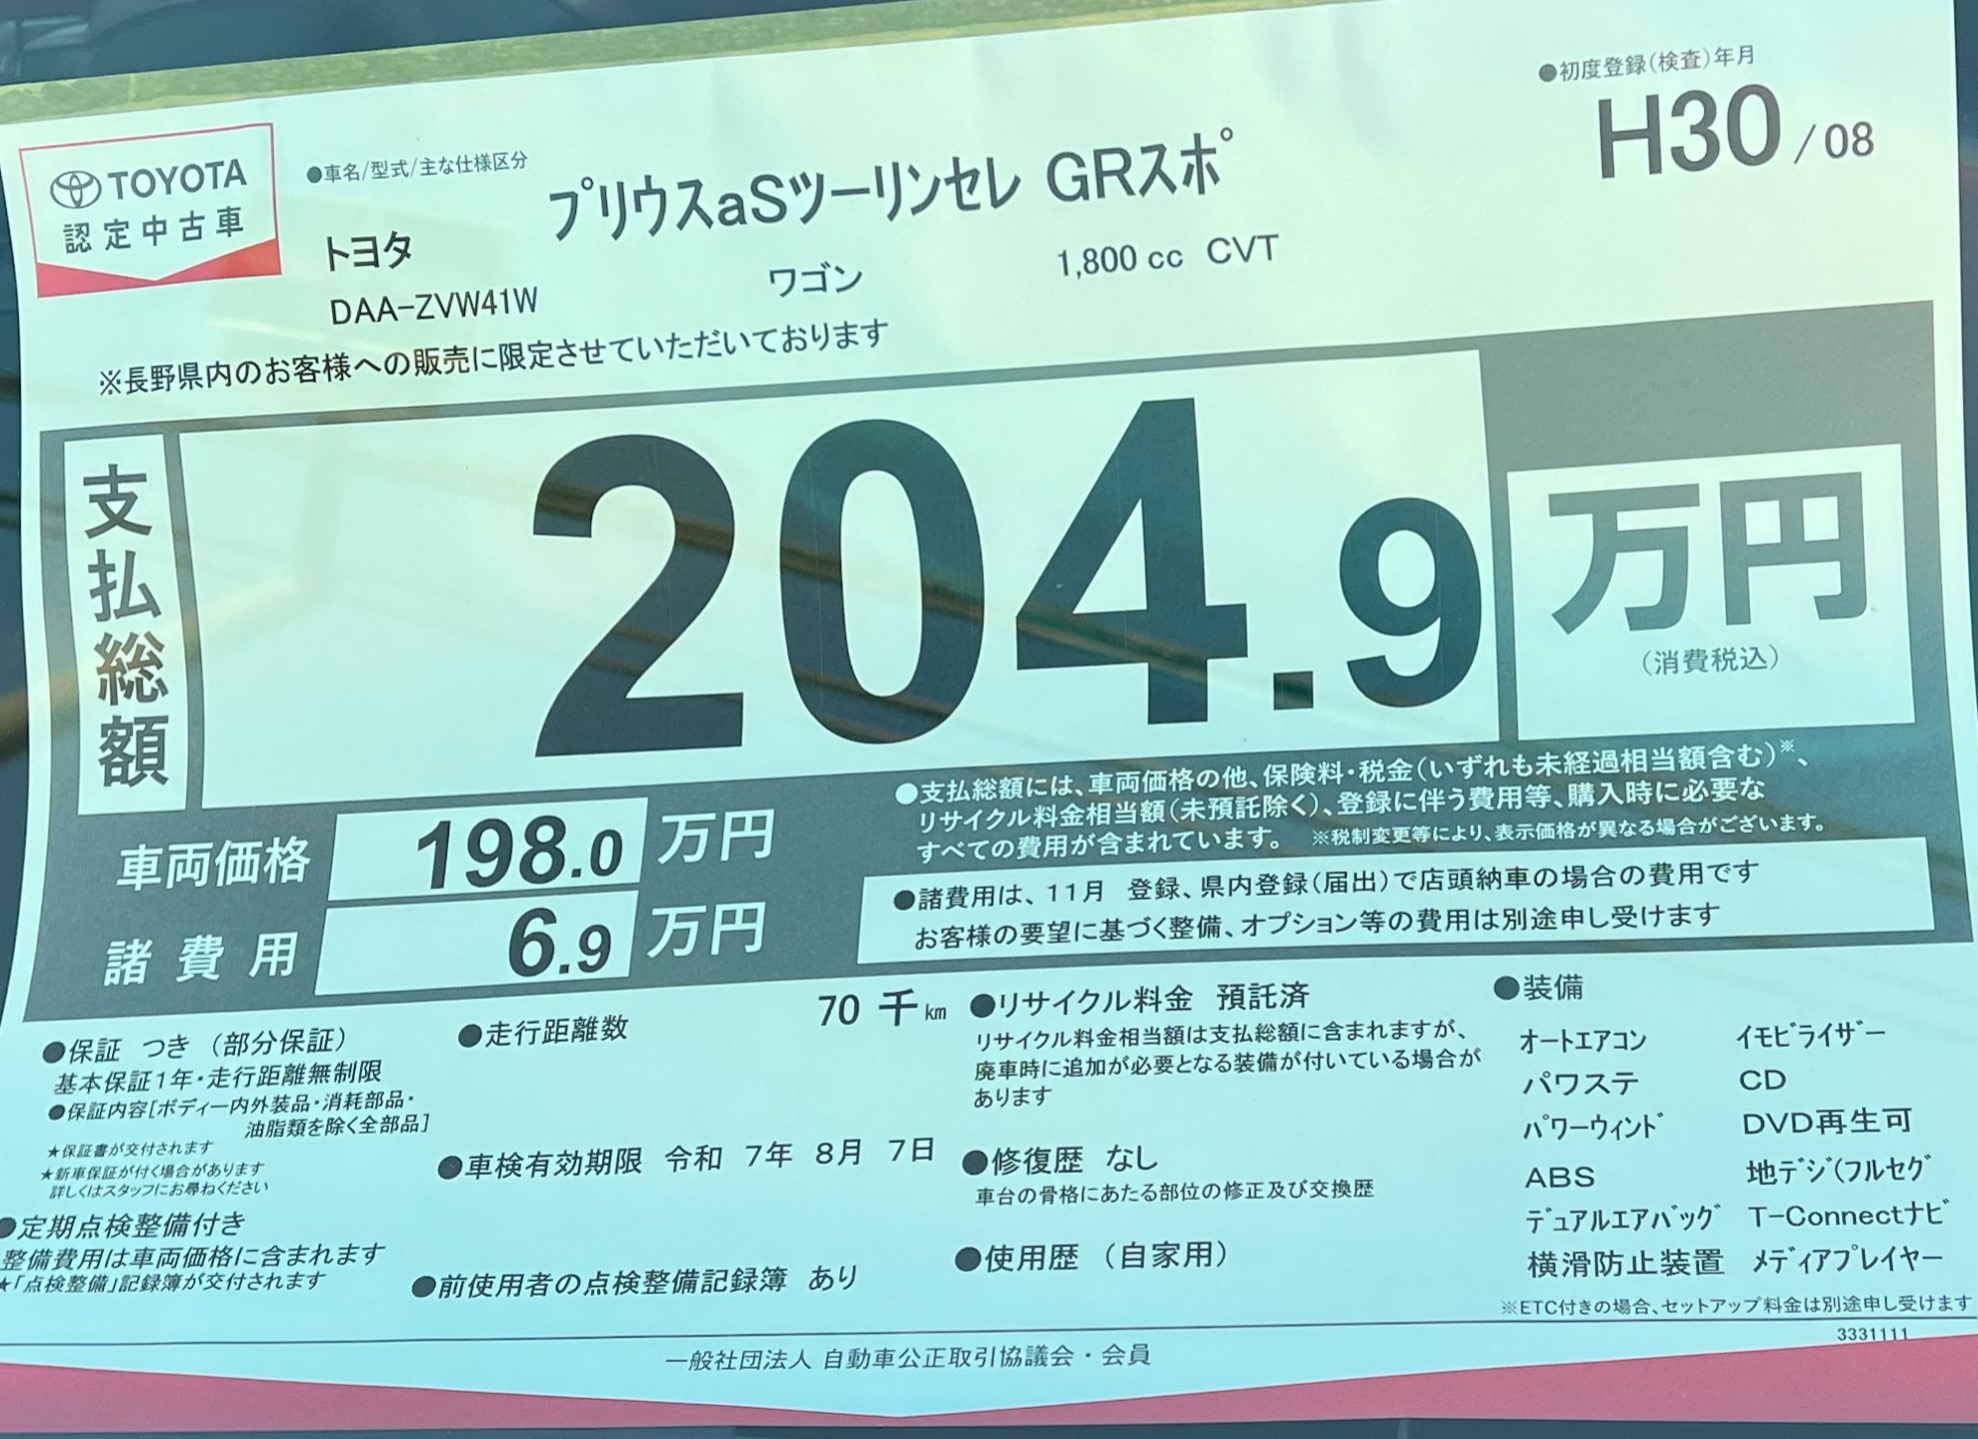 TOYOTA
認定中古車
●初度登録(検査)年月
H30/08
●車名/型式/主な仕様区分
プリウスaSツーリンセレ GRスポ
トヨタ
DAA-ZVW41W
ワゴン
1,800 cc CVT
※長野県内のお客様への販売に限定させていただいております
支払総額
204.9
万円
(消費税込)
車両価格 198.0 万円
諸費用 6.9 万円
●支払総額には、車両価格の他、保険料・税金(いずれも未経過相当額含む)※、
リサイクル料金相当額(未預託除く)、登録に伴う費用等、購入時に必要な
すべての費用が含まれています。 ※税制変更等により、表示価格が異なる場合がございます。
●諸費用は、11月 登録、県内登録(届出)で店頭納車の場合の費用です
お客様の要望に基づく整備、オプション等の費用は別途申し受けます
●保証 つき (部分保証)
基本保証1年・走行距離無制限
●保証内容[ボディー内外装品・消耗部品・
油脂類を除く全部品]
★保証書が交付されます
★新車保証が付く場合があります
詳しくはスタッフにお尋ねください
●定期点検整備付き
整備費用は車両価格に含まれます
★「点検整備」記録簿が交付されます
●走行距離数 70 千km
●車検有効期限 令和 7年 8月 7日
●前使用者の点検整備記録簿 あり
●リサイクル料金 預託済
リサイクル料金相当額は支払総額に含まれますが、
廃車時に追加が必要となる装備が付いている場合が
あります
●修復歴 なし
車台の骨格にあたる部位の修正及び交換歴
●使用歴 (自家用)
●装備
オートエアコン イモビライザー
パワステ CD
パワーウィンド DVD再生可
ABS 地デジ(フルセグ
デュアルエアバッグ T-Connectナビ
横滑防止装置 メディアプレイヤー
※ETC付きの場合、セットアップ料金は別途申し受けます
3331111
一般社団法人 自動車公正取引協議会・会員